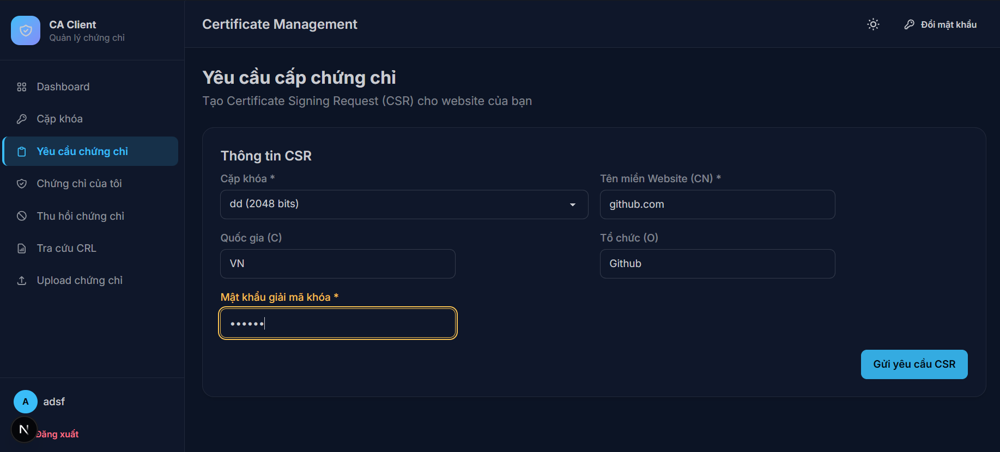 CA Client
Quản lý chứng chỉ
Dashboard
Cặp khóa
Yêu cầu chứng chỉ
Chứng chỉ của tôi
Thu hồi chứng chỉ
Tra cứu CRL
Upload chứng chỉ
A
adsf
N
Đăng xuất
Certificate Management
Đổi mật khẩu
Yêu cầu cấp chứng chỉ
Tạo Certificate Signing Request (CSR) cho website của bạn
Thông tin CSR
Cặp khóa *
dd (2048 bits)
Tên miền Website (CN) *
github.com
Quốc gia (C)
VN
Tổ chức (O)
Github
Mật khẩu giải mã khóa *
••••••
Gửi yêu cầu CSR